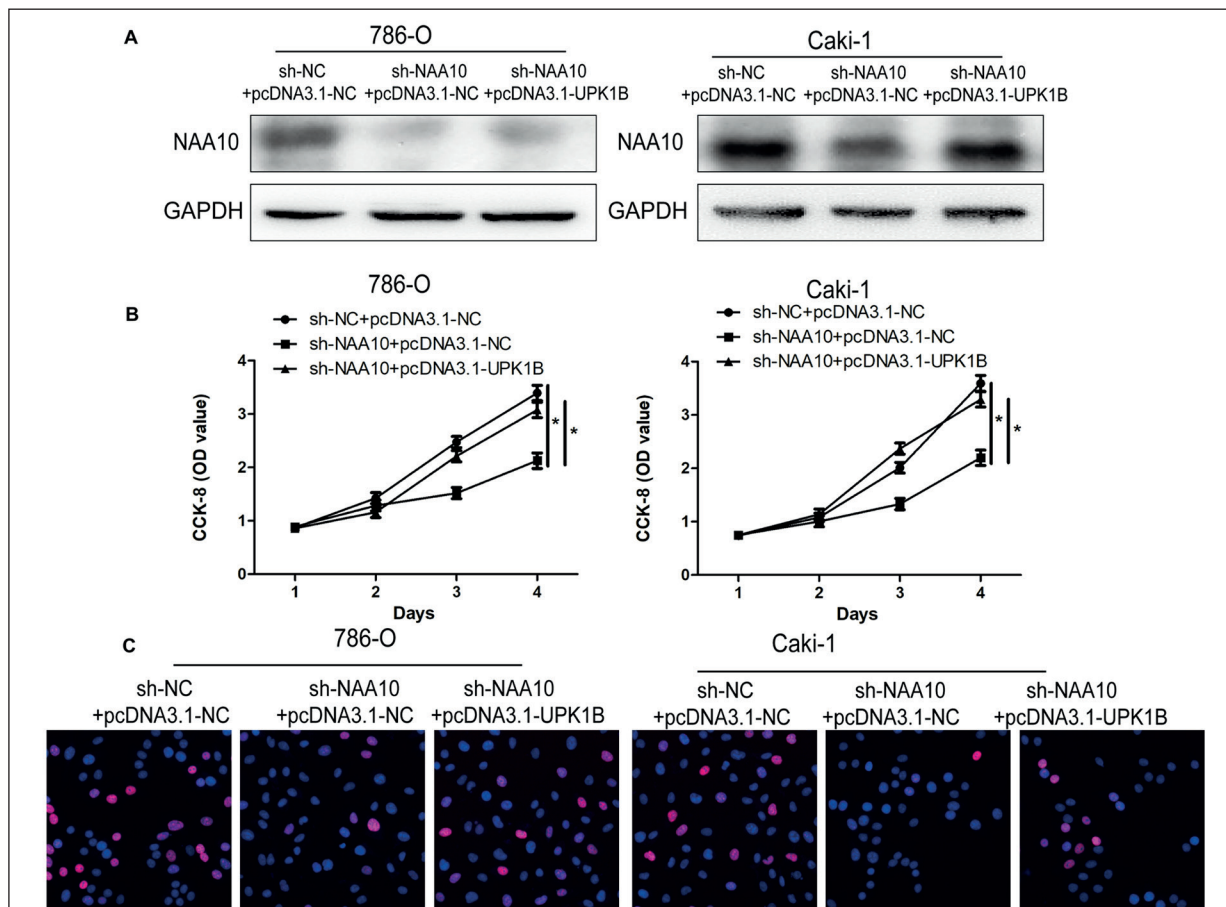 A
786-O
sh-NC
+pcDNA3.1-NC
sh-NAA10
+pcDNA3.1-NC
sh-NAA10
+pcDNA3.1-UPK1B
NAA10
GAPDH
Caki-1
sh-NC
+pcDNA3.1-NC
sh-NAA10
+pcDNA3.1-NC
sh-NAA10
+pcDNA3.1-UPK1B
NAA10
GAPDH
B
786-O
sh-NC+pcDNA3.1-NC
sh-NAA10+pcDNA3.1-NC
sh-NAA10+pcDNA3.1-UPK1B
CCK-8 (OD value)
4
3
2
1
0
1 2 3 4
Days
* *
Caki-1
sh-NC+pcDNA3.1-NC
sh-NAA10+pcDNA3.1-NC
sh-NAA10+pcDNA3.1-UPK1B
CCK-8 (OD value)
4
3
2
1
0
1 2 3 4
Days
* *
C
786-O
sh-NC
+pcDNA3.1-NC
sh-NAA10
+pcDNA3.1-NC
sh-NAA10
+pcDNA3.1-UPK1B
Caki-1
sh-NC
+pcDNA3.1-NC
sh-NAA10
+pcDNA3.1-NC
sh-NAA10
+pcDNA3.1-UPK1B